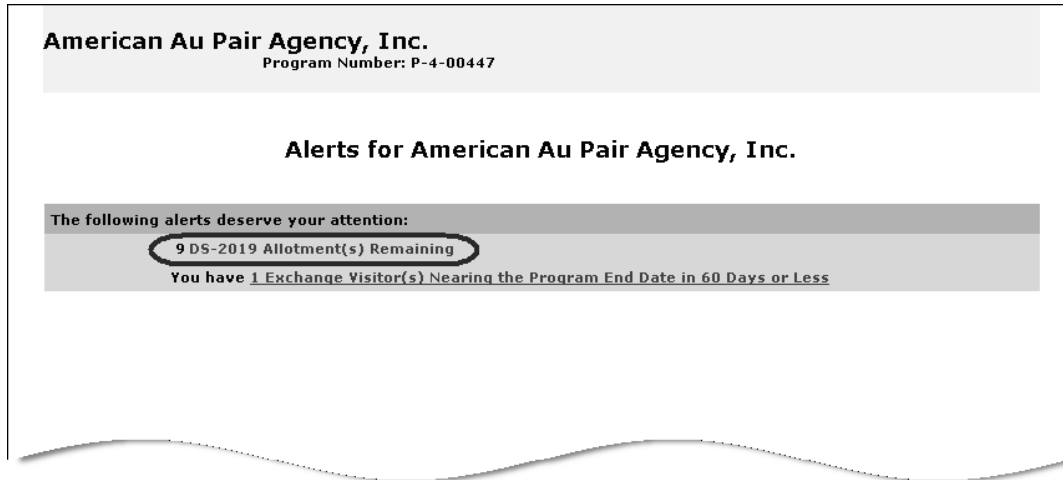 American Au Pair Agency, Inc.
Program Number: P-4-00447
Alerts for American Au Pair Agency, Inc.
The following alerts deserve your attention:
9 DS-2019 Allotment(s) Remaining
You have 1 Exchange Visitor(s) Nearing the Program End Date in 60 Days or Less